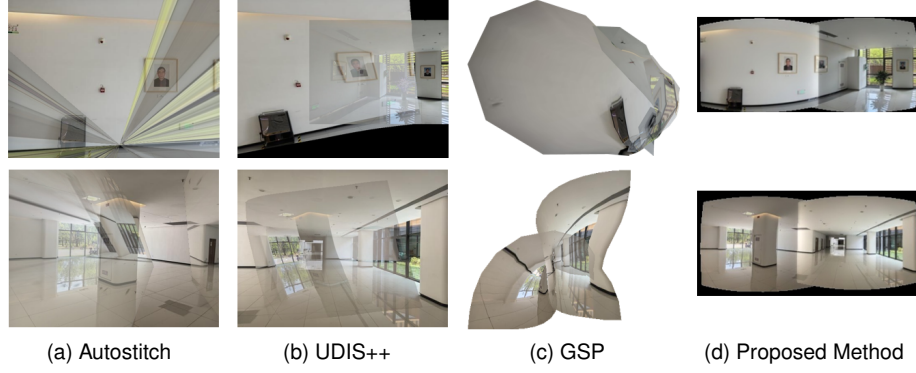 (a) Autostitch
(b) UDIS++
(c) GSP
(d) Proposed Method